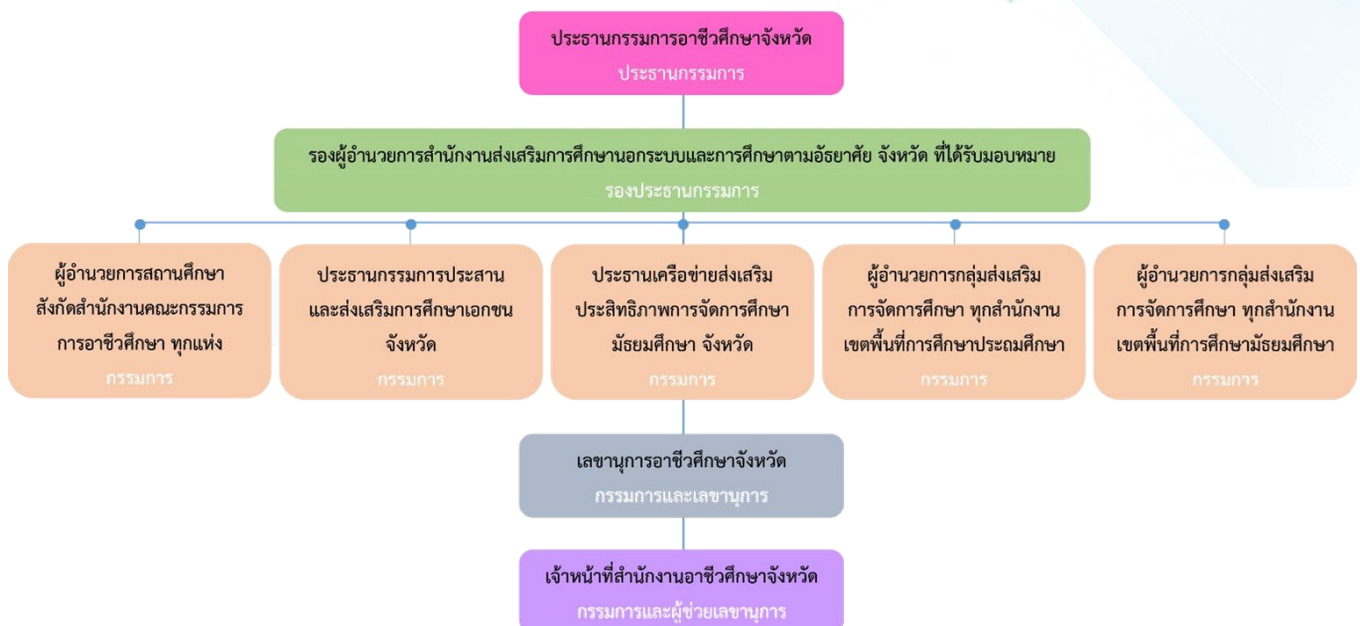 ประธานกรรมการอาชีวศึกษาจังหวัด
ประธานกรรมการ
รองผู้อำนวยการสำนักงานส่งเสริมการศึกษานอกระบบและการศึกษาตามอัธยาศัย จังหวัด ที่ได้รับมอบหมาย
รองประธานกรรมการ
ผู้อำนวยการสถานศึกษา
สังกัดสำนักงานคณะกรรมการ
การอาชีวศึกษา ทุกแห่ง
กรรมการ
ประธานกรรมการประสาน
และส่งเสริมการศึกษาเอกชน
จังหวัด
กรรมการ
ประธานเครือข่ายส่งเสริม
ประสิทธิภาพการจัดการศึกษา
มัธยมศึกษา จังหวัด
กรรมการ
ผู้อำนวยการกลุ่มส่งเสริม
การจัดการศึกษา ทุกสำนักงาน
เขตพื้นที่การศึกษาประถมศึกษา
กรรมการ
ผู้อำนวยการกลุ่มส่งเสริม
การจัดการศึกษา ทุกสำนักงาน
เขตพื้นที่การศึกษามัธยมศึกษา
กรรมการ
เลขานุการอาชีวศึกษาจังหวัด
กรรมการและเลขานุการ
เจ้าหน้าที่สำนักงานอาชีวศึกษาจังหวัด
กรรมการและผู้ช่วยเลขานุการ